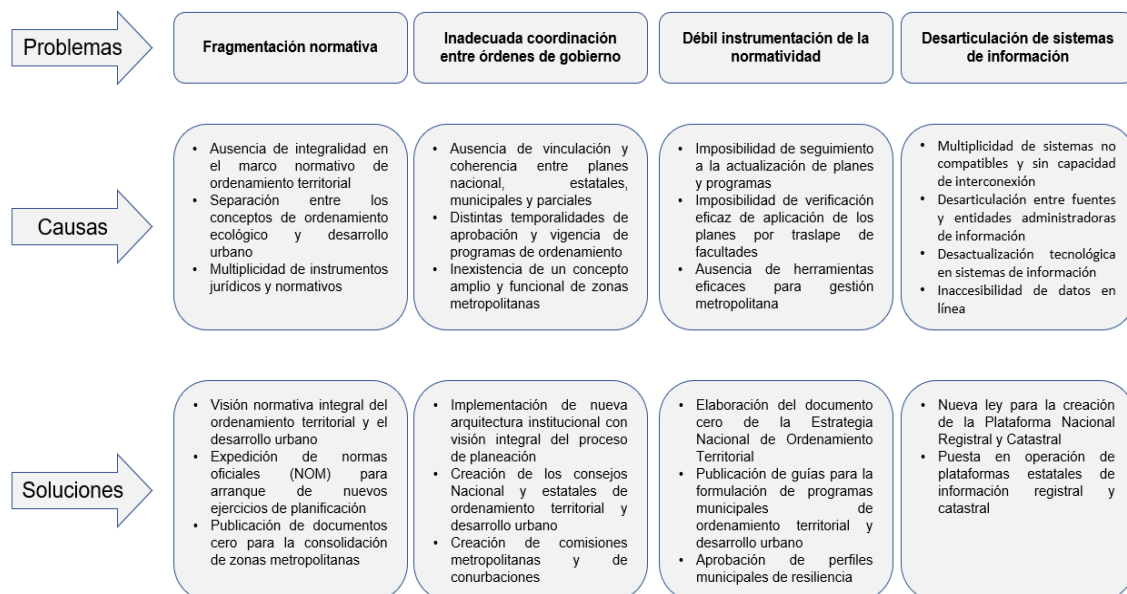 Problemas
Fragmentación normativa
Inadecuada coordinación
entre órdenes de gobierno
Débil instrumentación de la
normatividad
Desarticulación de sistemas
de información
Causas
• Ausencia de integralidad en
el marco normativo de
ordenamiento territorial
• Separación entre los
conceptos de ordenamiento
ecológico y desarrollo
urbano
• Multiplicidad de instrumentos
jurídicos y normativos
• Ausencia de vinculación y
coherencia entre planes
nacional, estatales,
municipales y parciales
• Distintas temporalidades de
aprobación y vigencia de
programas de ordenamiento
• Inexistencia de un concepto
amplio y funcional de zonas
metropolitanas
• Imposibilidad de seguimiento
a la actualización de planes
y programas
• Imposibilidad de verificación
eficaz de aplicación de los
planes por traslape de
facultades
• Ausencia de herramientas
eficaces para gestión
metropolitana
• Multiplicidad de sistemas no
compatibles y sin capacidad
de interconexión
• Desarticulación entre fuentes
y entidades administradoras
de información
• Desactualización tecnológica
en sistemas de información
• Inaccesibilidad de datos en
línea
Soluciones
• Visión normativa integral del
ordenamiento territorial y el
desarrollo urbano
• Expedición de normas
oficiales (NOM) para
arranque de nuevos
ejercicios de planificación
• Publicación de documentos
cero para la consolidación
de zonas metropolitanas
• Implementación de nueva
arquitectura institucional con
visión integral del proceso
de planeación
• Creación de los consejos
Nacional y estatales de
ordenamiento territorial y
desarrollo urbano
• Creación de comisiones
metropolitanas y de
conurbaciones
• Elaboración del documento
cero de la Estrategia
Nacional de Ordenamiento
Territorial
• Publicación de guías para la
formulación de programas
municipales de
ordenamiento territorial y
desarrollo urbano
• Aprobación de perfiles
municipales de resiliencia
• Nueva ley para la creación
de la Plataforma Nacional
Registral y Catastral
• Puesta en operación de
plataformas estatales de
información registral y
catastral